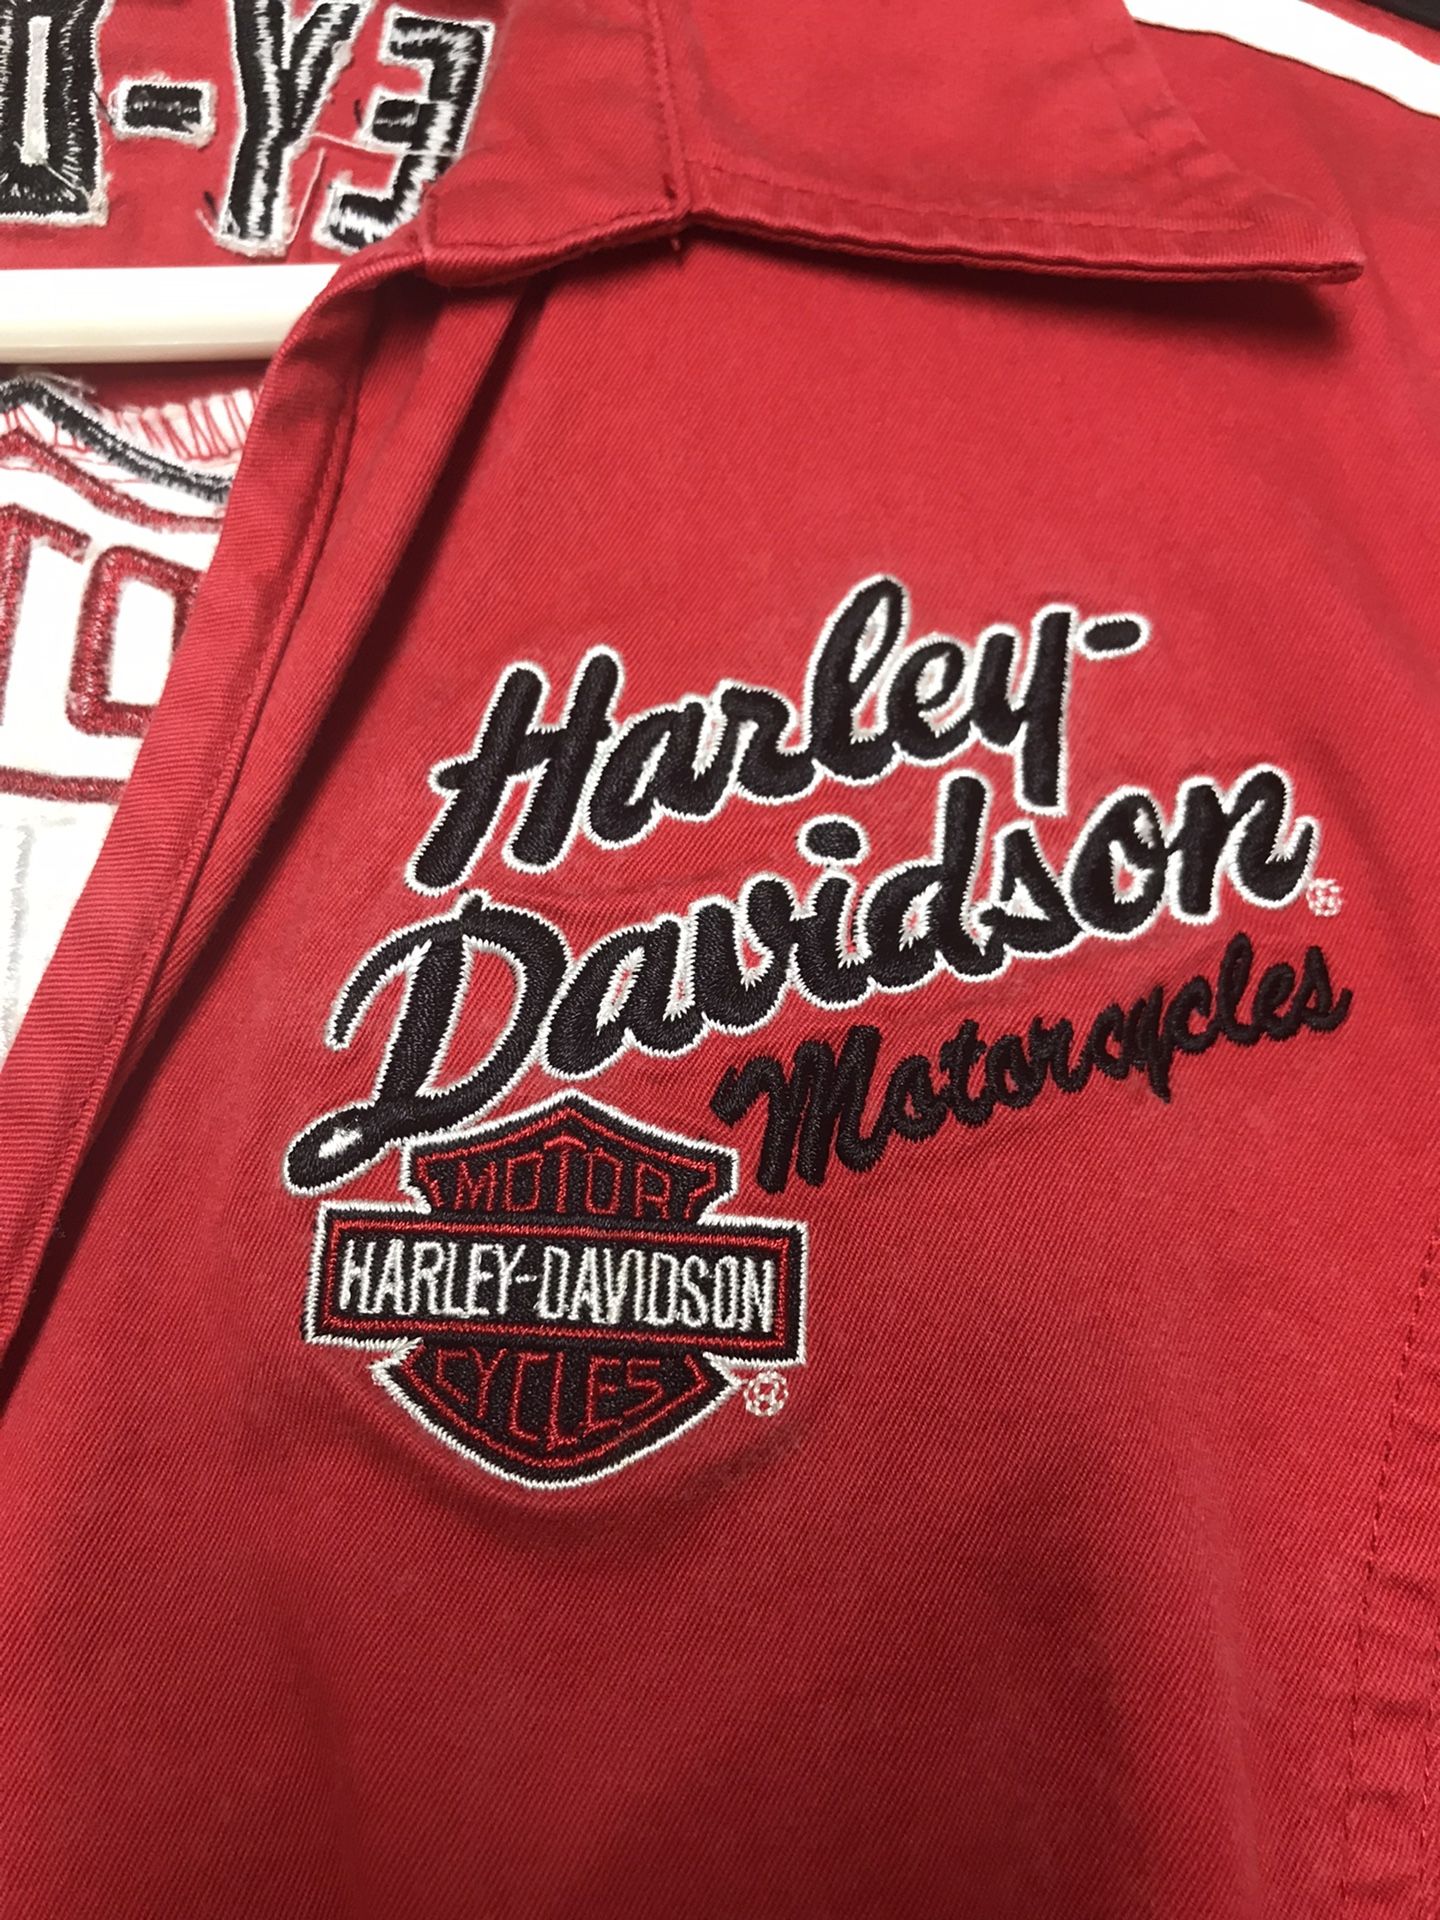 Harley-
Davidson®
Motorcycles
MOTOR
HARLEY-DAVIDSON
CYCLES ®